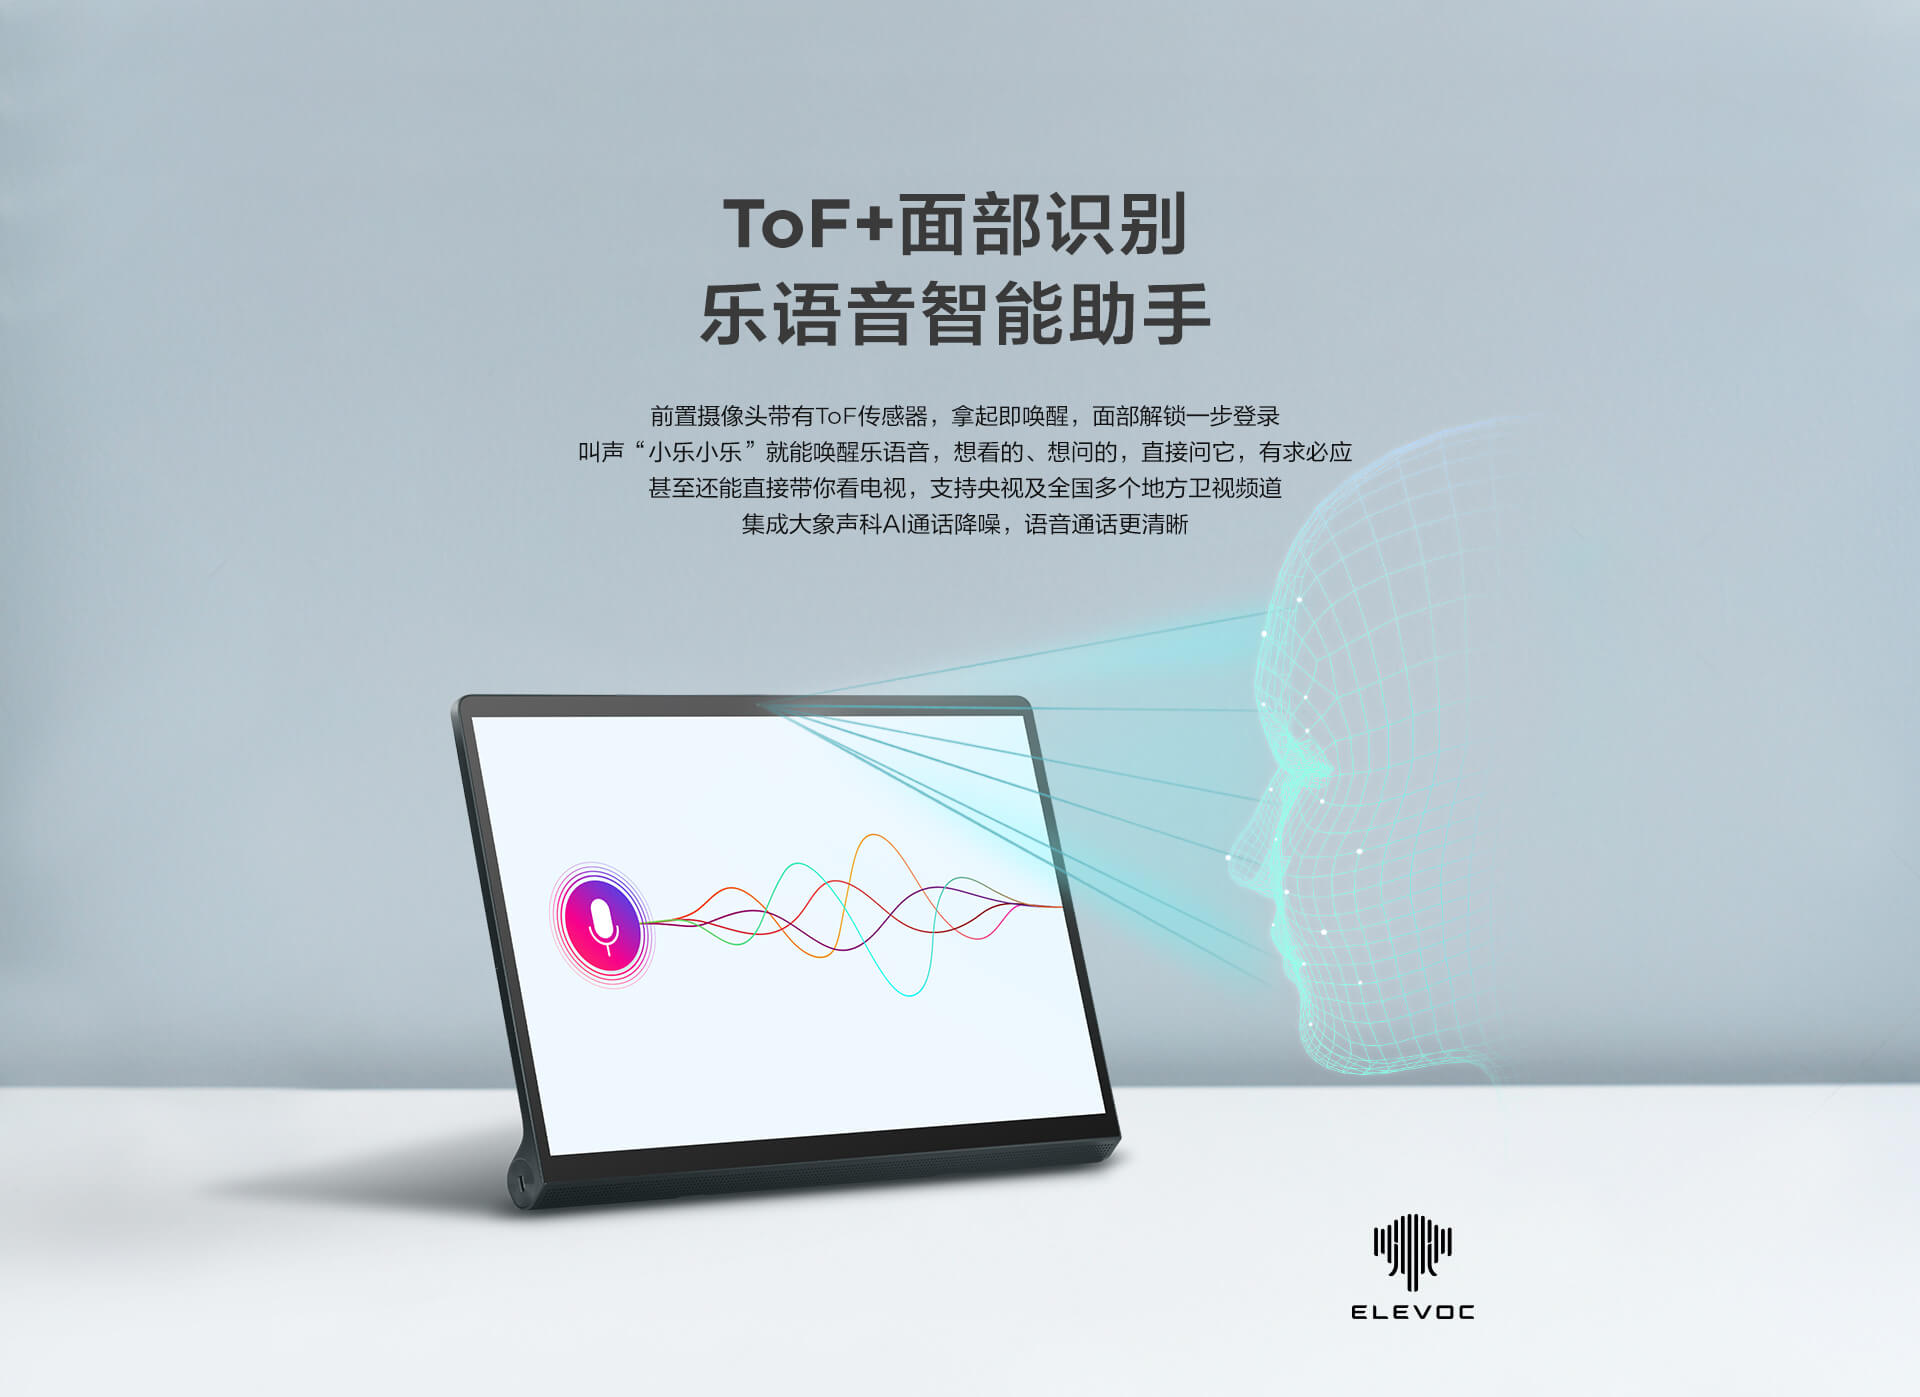 ToF+面部识别
乐语音智能助手
前置摄像头带有ToF传感器，拿起即唤醒，面部解锁一步登录
叫声“小乐小乐”就能唤醒乐语音，想看的、想问的，直接问它，有求必应
甚至还能直接带你看电视，支持央视及全国多个地方卫视频道
集成大象声科AI通话降噪，语音通话更清晰
ELEVOC